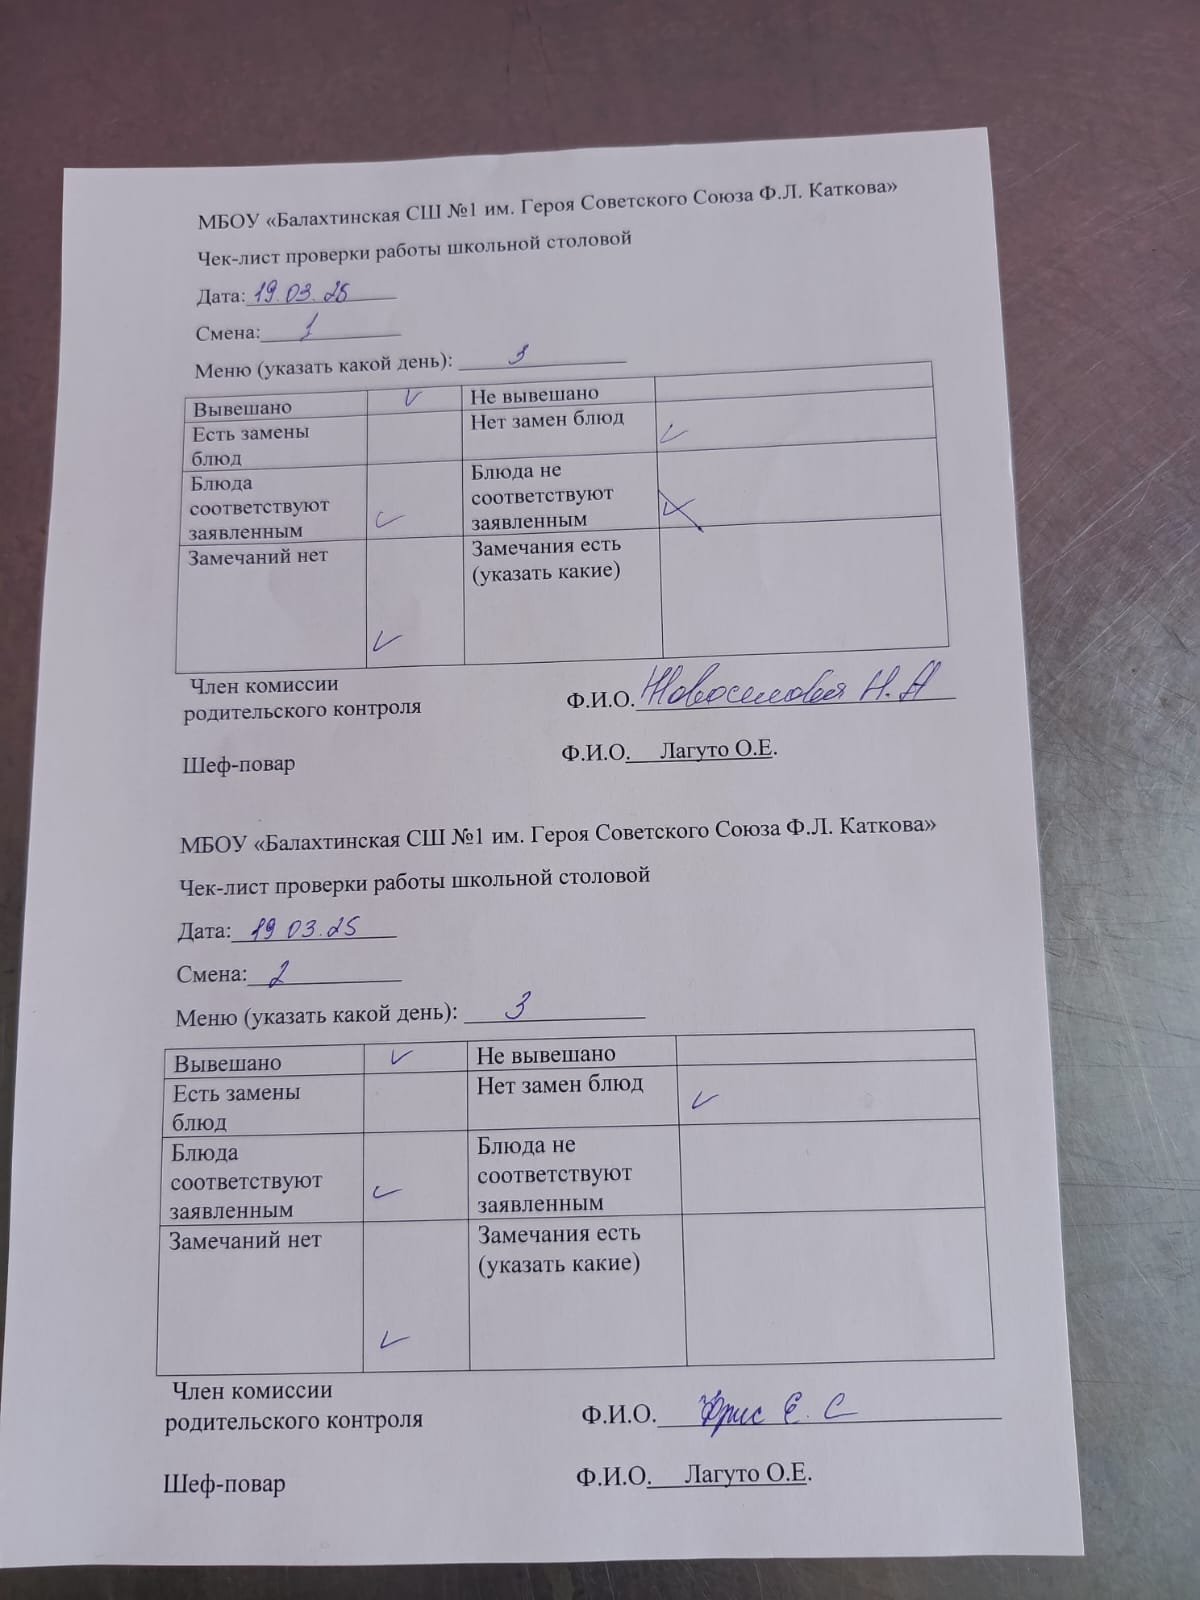 МБОУ «Балахтинская СШ №1 им. Героя Советского Союза Ф.Л. Каткова»
Чек-лист проверки работы школьной столовой
Дата: 19.03.25
Смена: 1
Меню (указать какой день): 3
Вывешано ✓ Не вывешано
Есть замены Нет замен блюд ✓
блюд
Блюда Блюда не
соответствуют ✓ соответствуют ✓
заявленным заявленным
Замечаний нет ✓ Замечания есть
(указать какие)
Член комиссии
родительского контроля Ф.И.О. Новоселова Н.А
Шеф-повар Ф.И.О. Лагуто О.Е.
МБОУ «Балахтинская СШ №1 им. Героя Советского Союза Ф.Л. Каткова»
Чек-лист проверки работы школьной столовой
Дата: 19 03.25
Смена: 2
Меню (указать какой день): 3
Вывешано ✓ Не вывешано
Есть замены Нет замен блюд ✓
блюд
Блюда Блюда не
соответствуют ✓ соответствуют
заявленным заявленным
Замечаний нет ✓ Замечания есть
(указать какие)
Член комиссии
родительского контроля Ф.И.О. Фрис Е. С
Шеф-повар Ф.И.О. Лагуто О.Е.